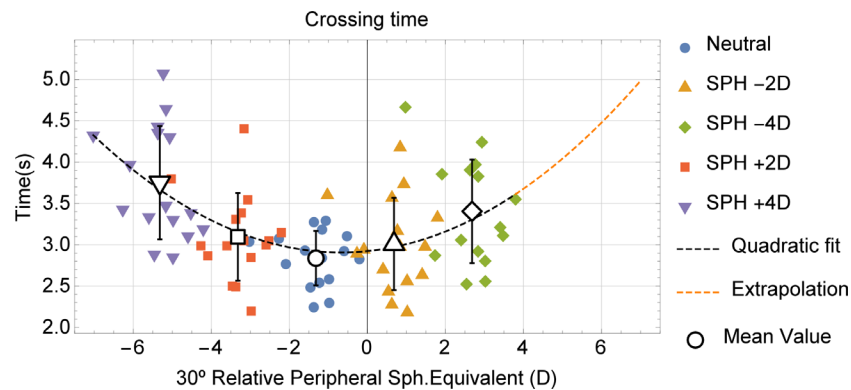 Crossing time
Time(s)
5.0
4.5
4.0
3.5
3.0
2.5
2.0
−6
−4
−2
0
2
4
6
30º Relative Peripheral Sph.Equivalent (D)
Neutral
SPH −2D
SPH −4D
SPH +2D
SPH +4D
Quadratic fit
Extrapolation
Mean Value